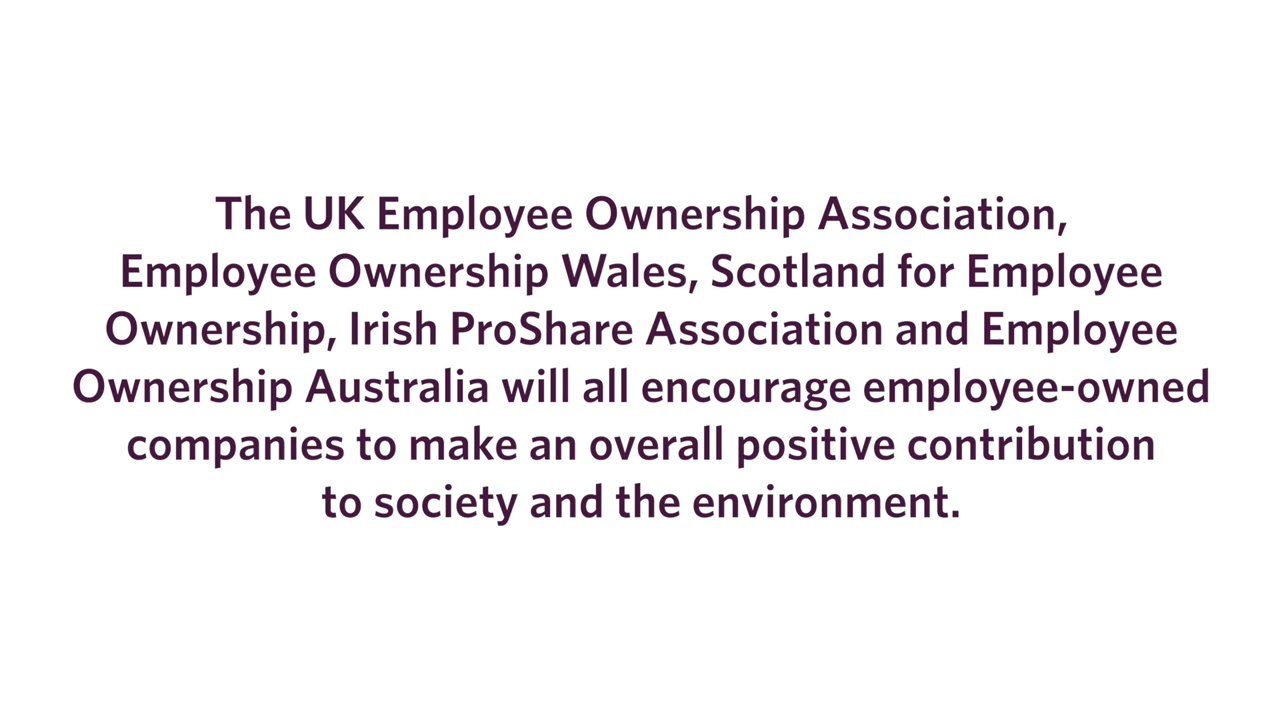 The UK Employee Ownership Association,
Employee Ownership Wales, Scotland for Employee
Ownership, Irish ProShare Association and Employee
Ownership Australia will all encourage employee-owned
companies to make an overall positive contribution
to society and the environment.